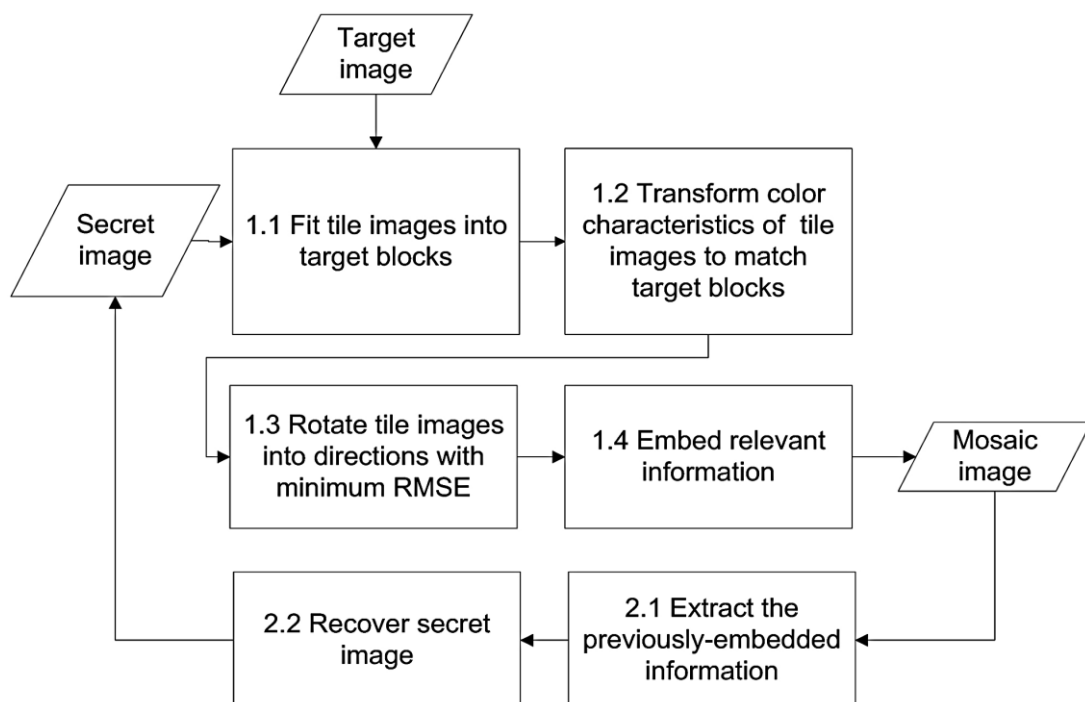 Target
image
Secret
image
1.1 Fit tile images into
target blocks
1.2 Transform color
characteristics of tile
images to match
target blocks
1.3 Rotate tile images
into directions with
minimum RMSE
1.4 Embed relevant
information
Mosaic
image
2.2 Recover secret
image
2.1 Extract the
previously-embedded
information